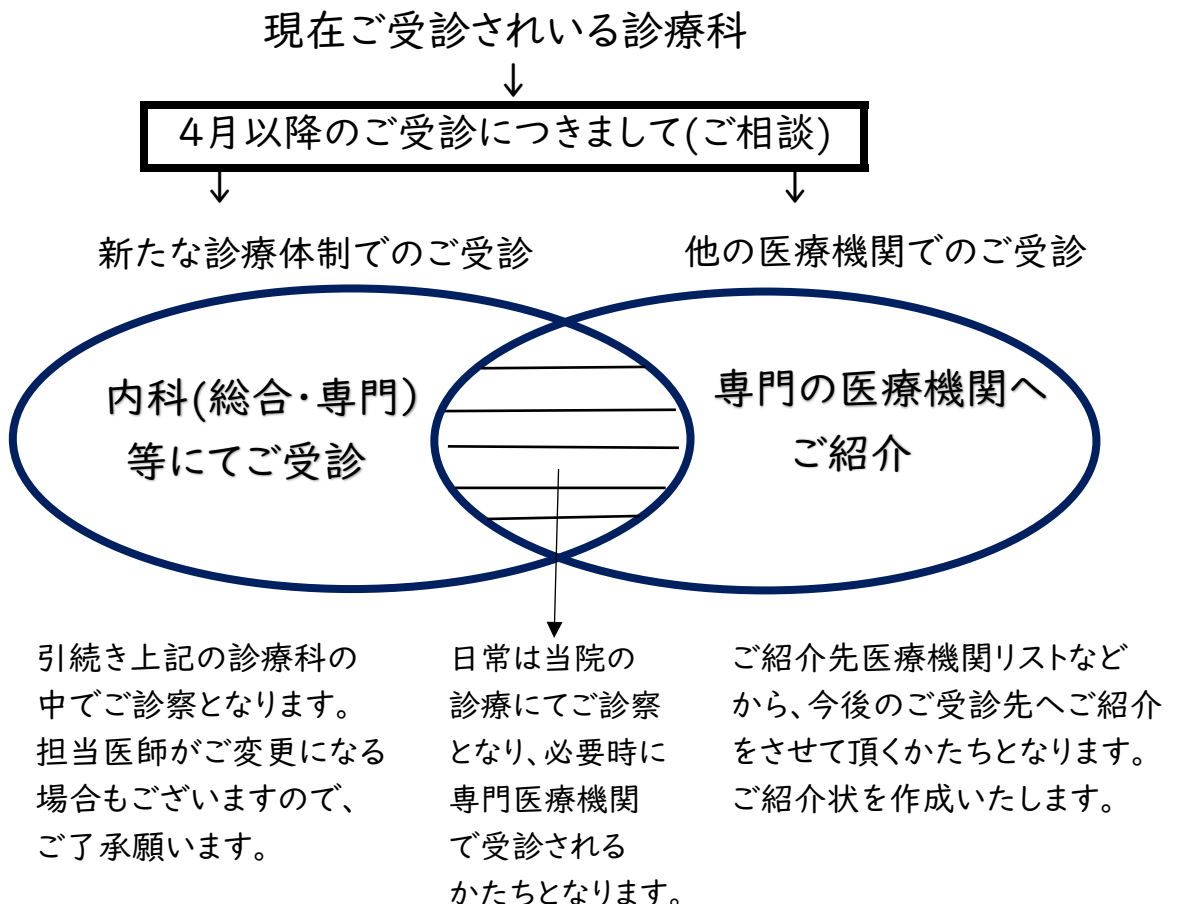 現在ご受診されいる診療科
↓
4月以降のご受診につきまして(ご相談)
↓ ↓
新たな診療体制でのご受診
他の医療機関でのご受診
内科(総合・専門)
等にてご受診
専門の医療機関へ
ご紹介
引続き上記の診療科の
中でご診察となります。
担当医師がご変更になる
場合もございますので、
ご了承願います。
日常は当院の
診療にてご診察
となり、必要時に
専門医療機関
で受診される
かたちとなります。
ご紹介先医療機関リストなど
から、今後のご受診先へご紹介
をさせて頂くかたちとなります。
ご紹介状を作成いたします。